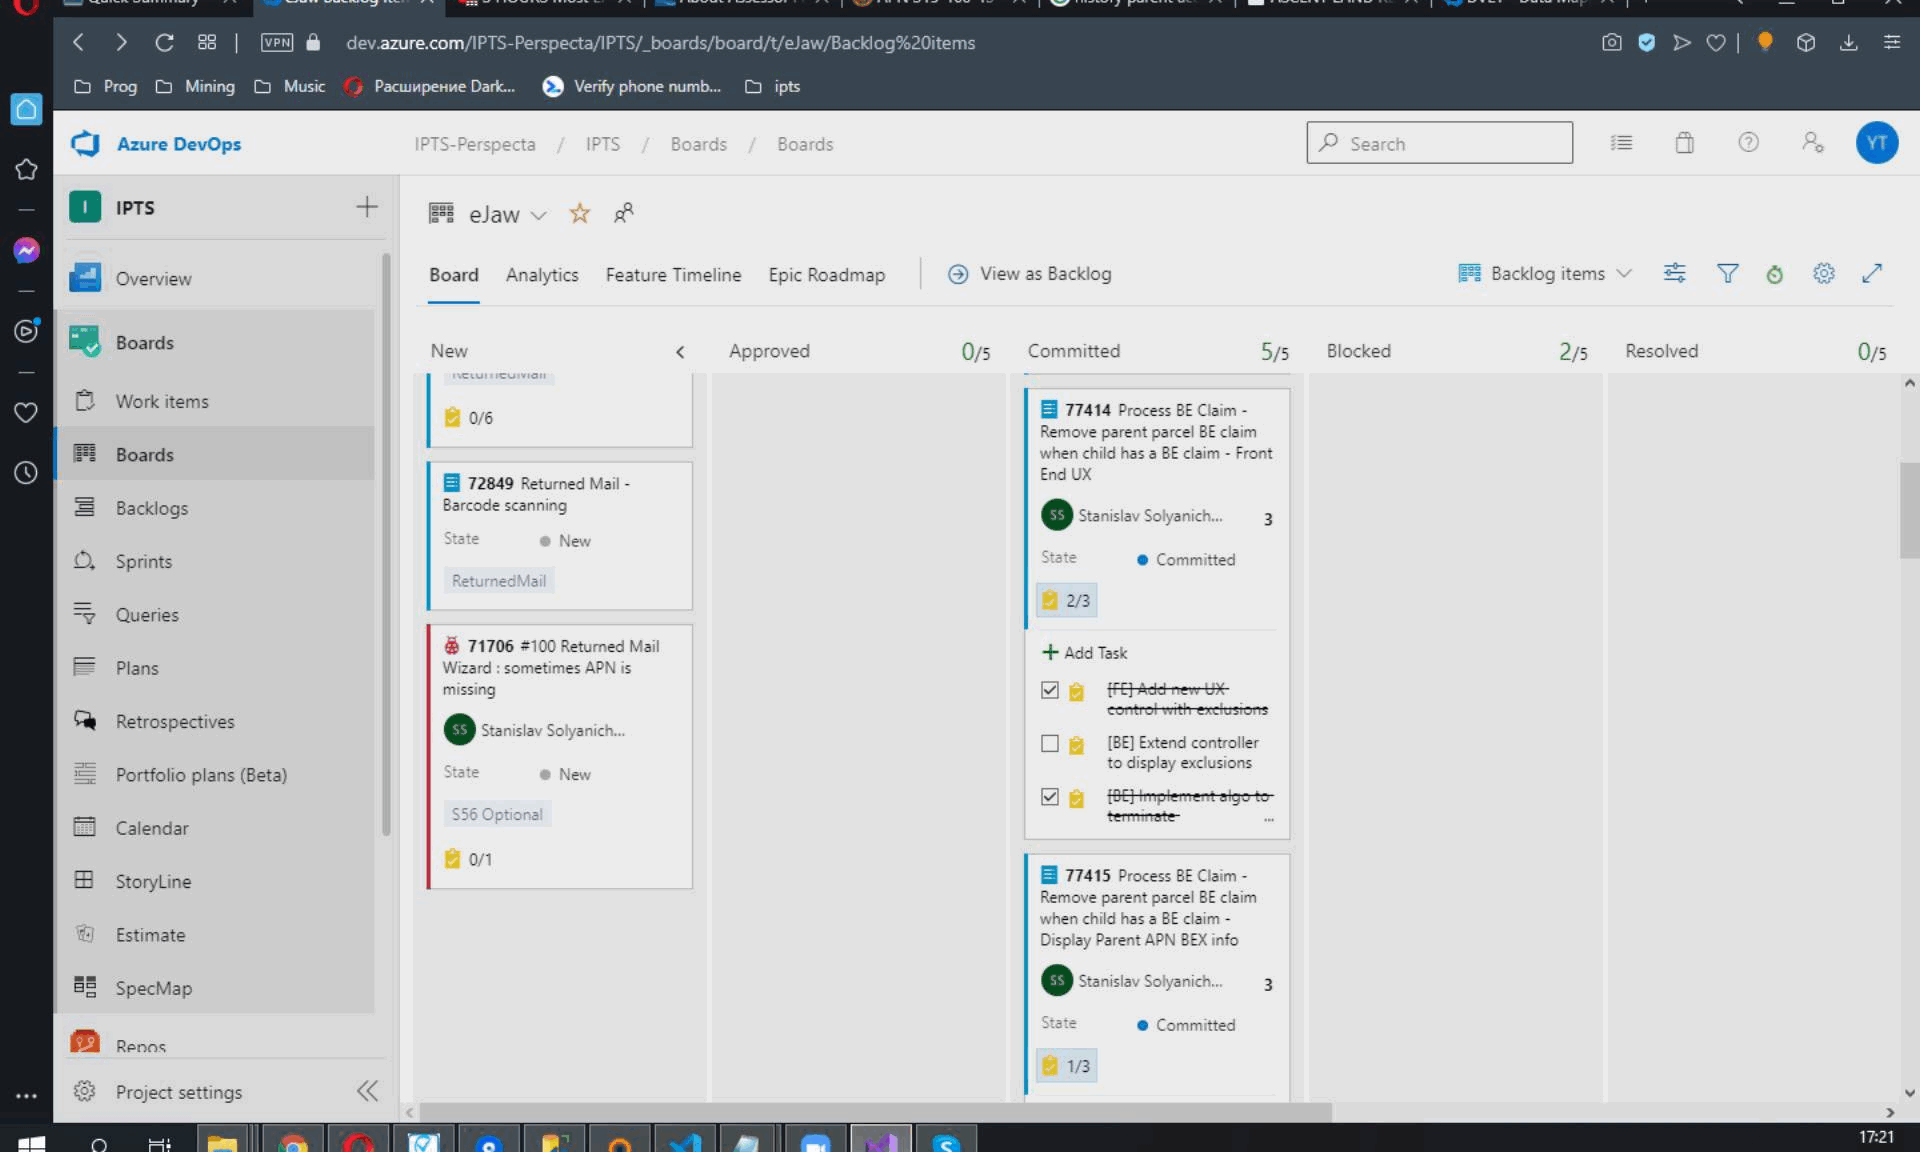 Quick Summary
eJaw Backlog Ite
VPN
dev.azure.com/IPTS-Perspecta/IPTS/_boards/board/t/eJaw/Backlog%20items
Prog
Mining
Music
Расширение Dark...
Verify phone numb...
ipts
Azure DevOps
IPTS-Perspecta / IPTS / Boards / Boards
Search
YT
I
IPTS
eJaw
Overview
Boards
Work items
Boards
Backlogs
Sprints
Queries
Plans
Retrospectives
Portfolio plans (Beta)
Calendar
StoryLine
Estimate
SpecMap
Repos
Project settings
Board
Analytics
Feature Timeline
Epic Roadmap
View as Backlog
Backlog items
New
Approved
0/5
Committed
5/5
Blocked
2/5
Resolved
0/5
ReturnedMail
0/6
72849 Returned Mail -
Barcode scanning
State
New
ReturnedMail
71706 #100 Returned Mail
Wizard : sometimes APN is
missing
SS
Stanislav Solyanich...
State
New
S56 Optional
0/1
77414 Process BE Claim -
Remove parent parcel BE claim
when child has a BE claim - Front
End UX
SS
Stanislav Solyanich...
3
State
Committed
2/3
Add Task
[FE] Add new UX
control with exclusions
[BE] Extend controller
to display exclusions
[BE] Implement algo to
terminate
...
77415 Process BE Claim -
Remove parent parcel BE claim
when child has a BE claim -
Display Parent APN BEX info
SS
Stanislav Solyanich...
3
State
Committed
1/3
17:21